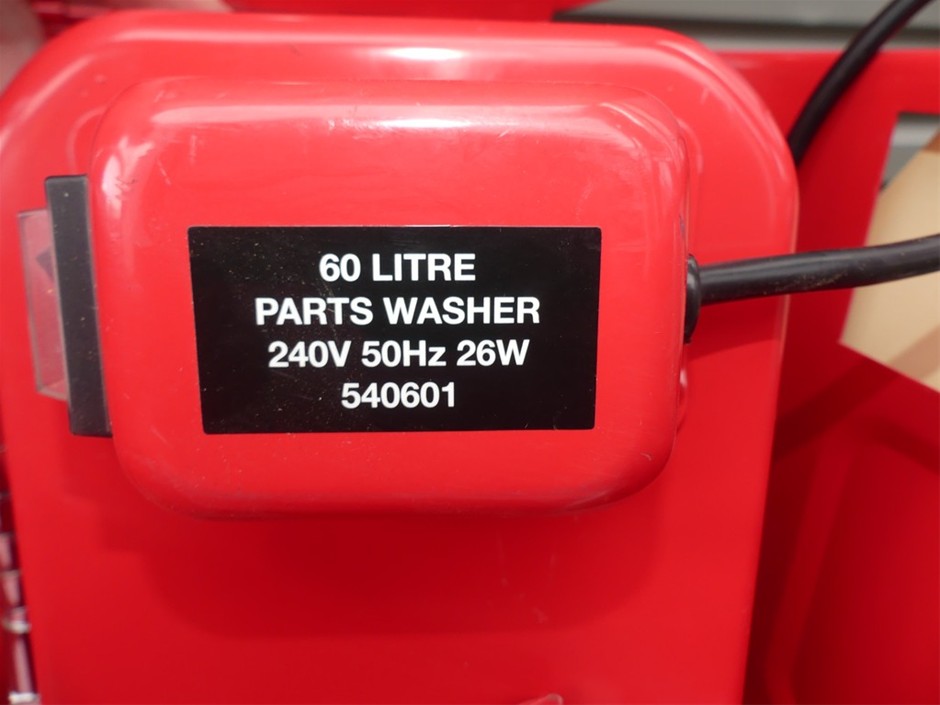 60 LITRE
PARTS WASHER
240V 50Hz 26W
540601